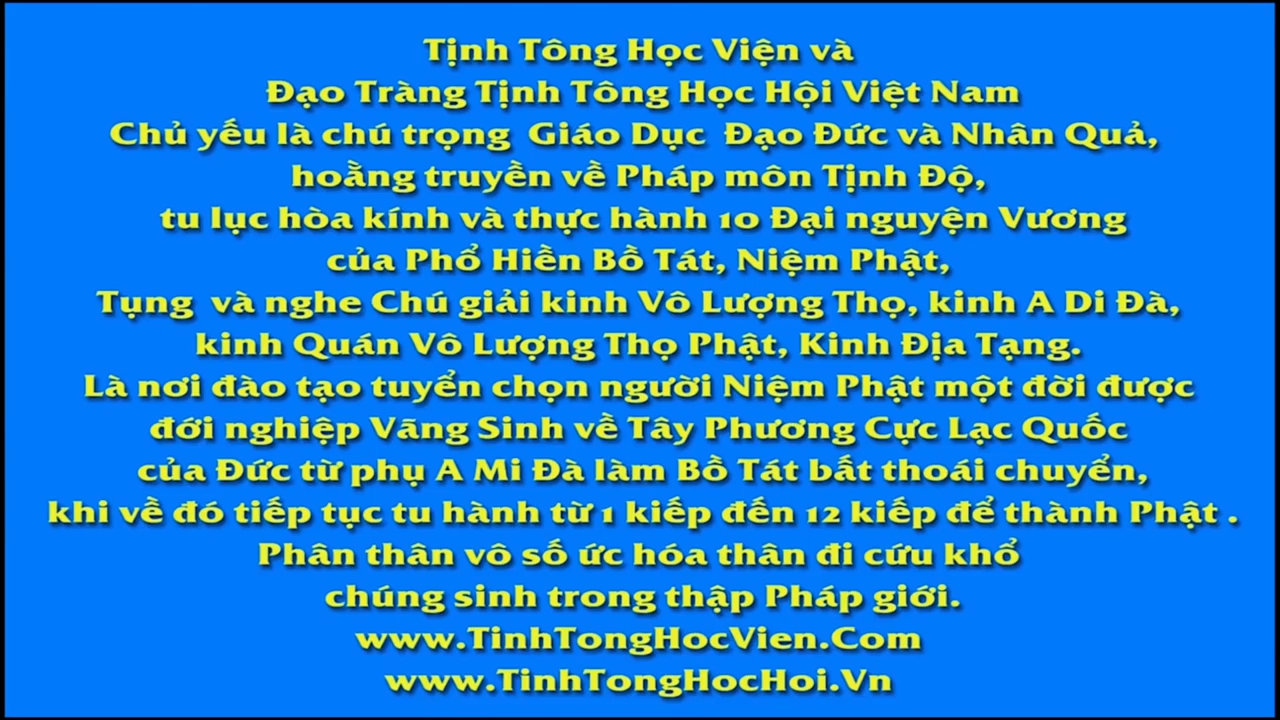 Tịnh Tông Học Viện và
Đạo Tràng Tịnh Tông Học Hội Việt Nam
Chủ yếu là chú trọng Giáo Dục Đạo Đức và Nhân Quả,
hoằng truyền về Pháp môn Tịnh Độ,
tu lục hòa kính và thực hành 10 Đại nguyện Vương
của Phổ Hiền Bồ Tát, Niệm Phật,
Tụng và nghe Chú giải kinh Vô Lượng Thọ, kinh A Di Đà,
kinh Quán Vô Lượng Thọ Phật, Kinh Địa Tạng.
Là nơi đào tạo tuyển chọn người Niệm Phật một đời được
đới nghiệp Vãng Sinh về Tây Phương Cực Lạc Quốc
của Đức từ phụ A Mi Đà làm Bồ Tát bất thoái chuyển,
khi về đó tiếp tục tu hành từ 1 kiếp đến 12 kiếp để thành Phật .
Phân thân vô số ức hóa thân đi cứu khổ
chúng sinh trong thập Pháp giới.
www.TinhTongHocVien.Com
www.TinhTongHocHoi.Vn